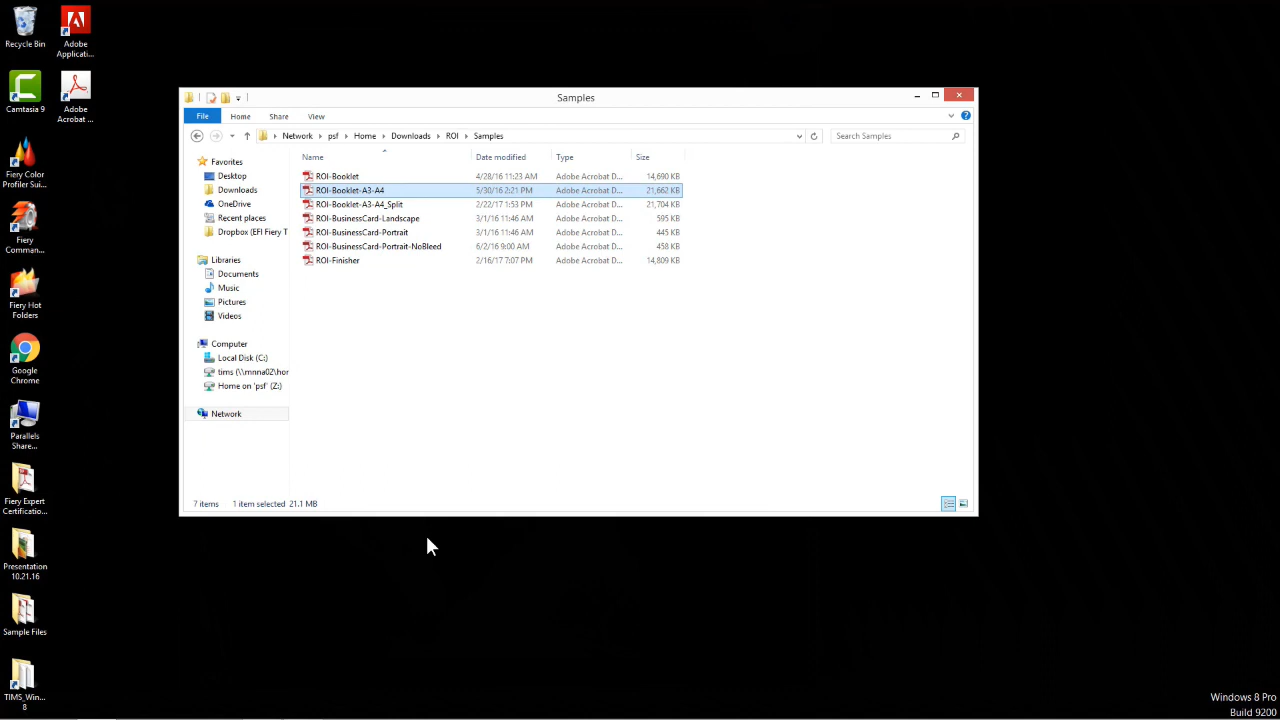 Recycle Bin
Adobe
Applicati...
Camtasia 9
Adobe
Acrobat ...
Fiery Color
Profiler Sui...
Fiery
Comman...
Fiery Hot
Folders
Google
Chrome
Parallels
Share...
Fiery Expert
Certificatio...
Presentation
10.21.16
Sample Files
TIMS_Win...
8
Samples
File Home Share View
Network psf Home Downloads ROI Samples
Search Samples
Name Date modified Type Size
ROI-Booklet 4/28/16 11:23 AM Adobe Acrobat D... 14,690 KB
ROI-Booklet-A3-A4 5/30/16 2:21 PM Adobe Acrobat D... 21,662 KB
ROI-Booklet-A3-A4_Split 2/22/17 1:53 PM Adobe Acrobat D... 21,704 KB
ROI-BusinessCard-Landscape 3/1/16 11:46 AM Adobe Acrobat D... 595 KB
ROI-BusinessCard-Portrait 3/1/16 11:46 AM Adobe Acrobat D... 445 KB
ROI-BusinessCard-Portrait-NoBleed 6/2/16 9:00 AM Adobe Acrobat D... 458 KB
ROI-Finisher 2/16/17 7:07 PM Adobe Acrobat D... 14,809 KB
Favorites
Desktop
Downloads
OneDrive
Recent places
Dropbox (EFI Fiery T
Libraries
Documents
Music
Pictures
Videos
Computer
Local Disk (C:)
tims (\\mnna02\hor
Home on 'psf' (Z:)
Network
7 items 1 item selected 21.1 MB
Windows 8 Pro
Build 9200